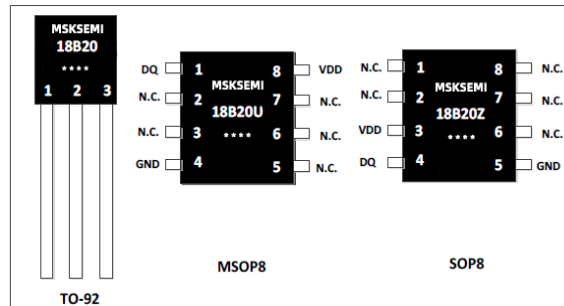 MSKSEMI
18B20
****
1 2 3
TO-92
DQ 1 8 VDD
MSKSEMI
N.C. 2 7 N.C.
18B20U
N.C. 3 6 N.C.
****
GND 4 5 N.C.
MSOP8
N.C. 1 8 N.C.
MSKSEMI
N.C. 2 7 N.C.
18B20Z
VDD 3 6 N.C.
****
DQ 4 5 GND
SOP8